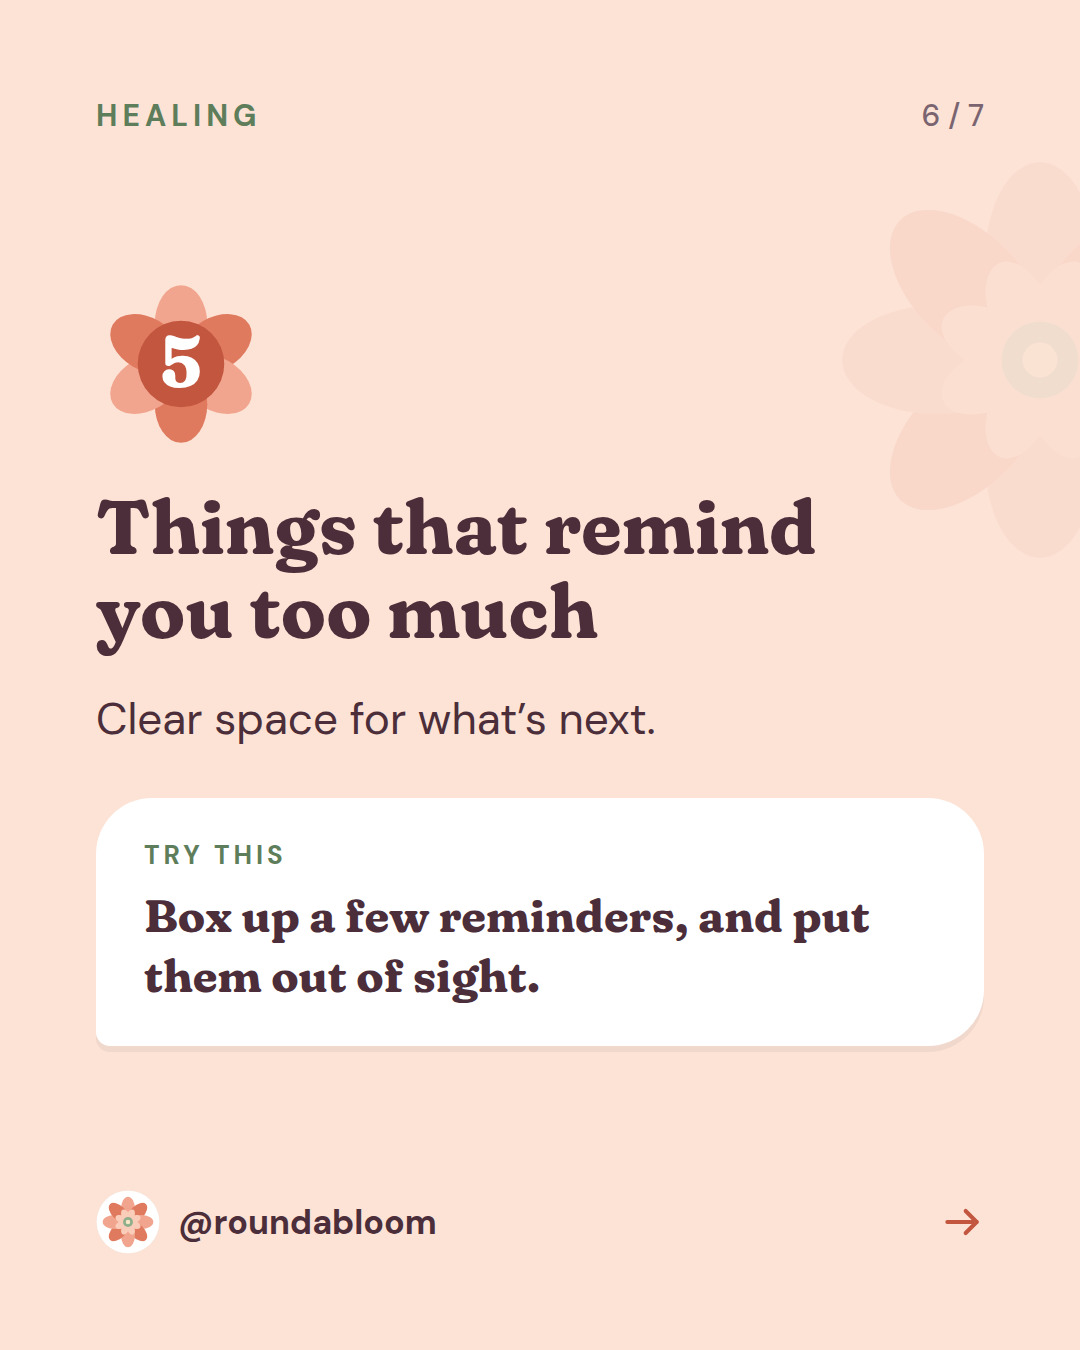 HEALING
6 / 7
5
Things that remind
you too much
Clear space for what’s next.
TRY THIS
Box up a few reminders, and put
them out of sight.
@roundabloom